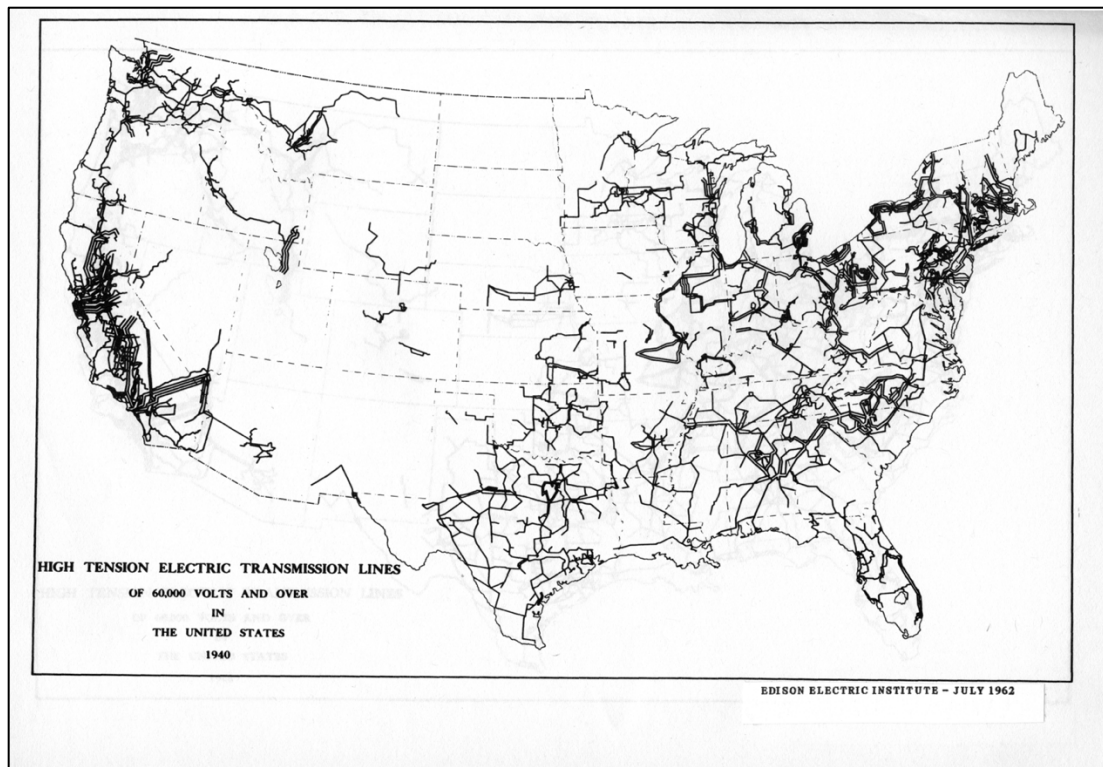 HIGH TENSION ELECTRIC TRANSMISSION LINES
OF 60,000 VOLTS AND OVER
IN
THE UNITED STATES
1940
EDISON ELECTRIC INSTITUTE – JULY 1962